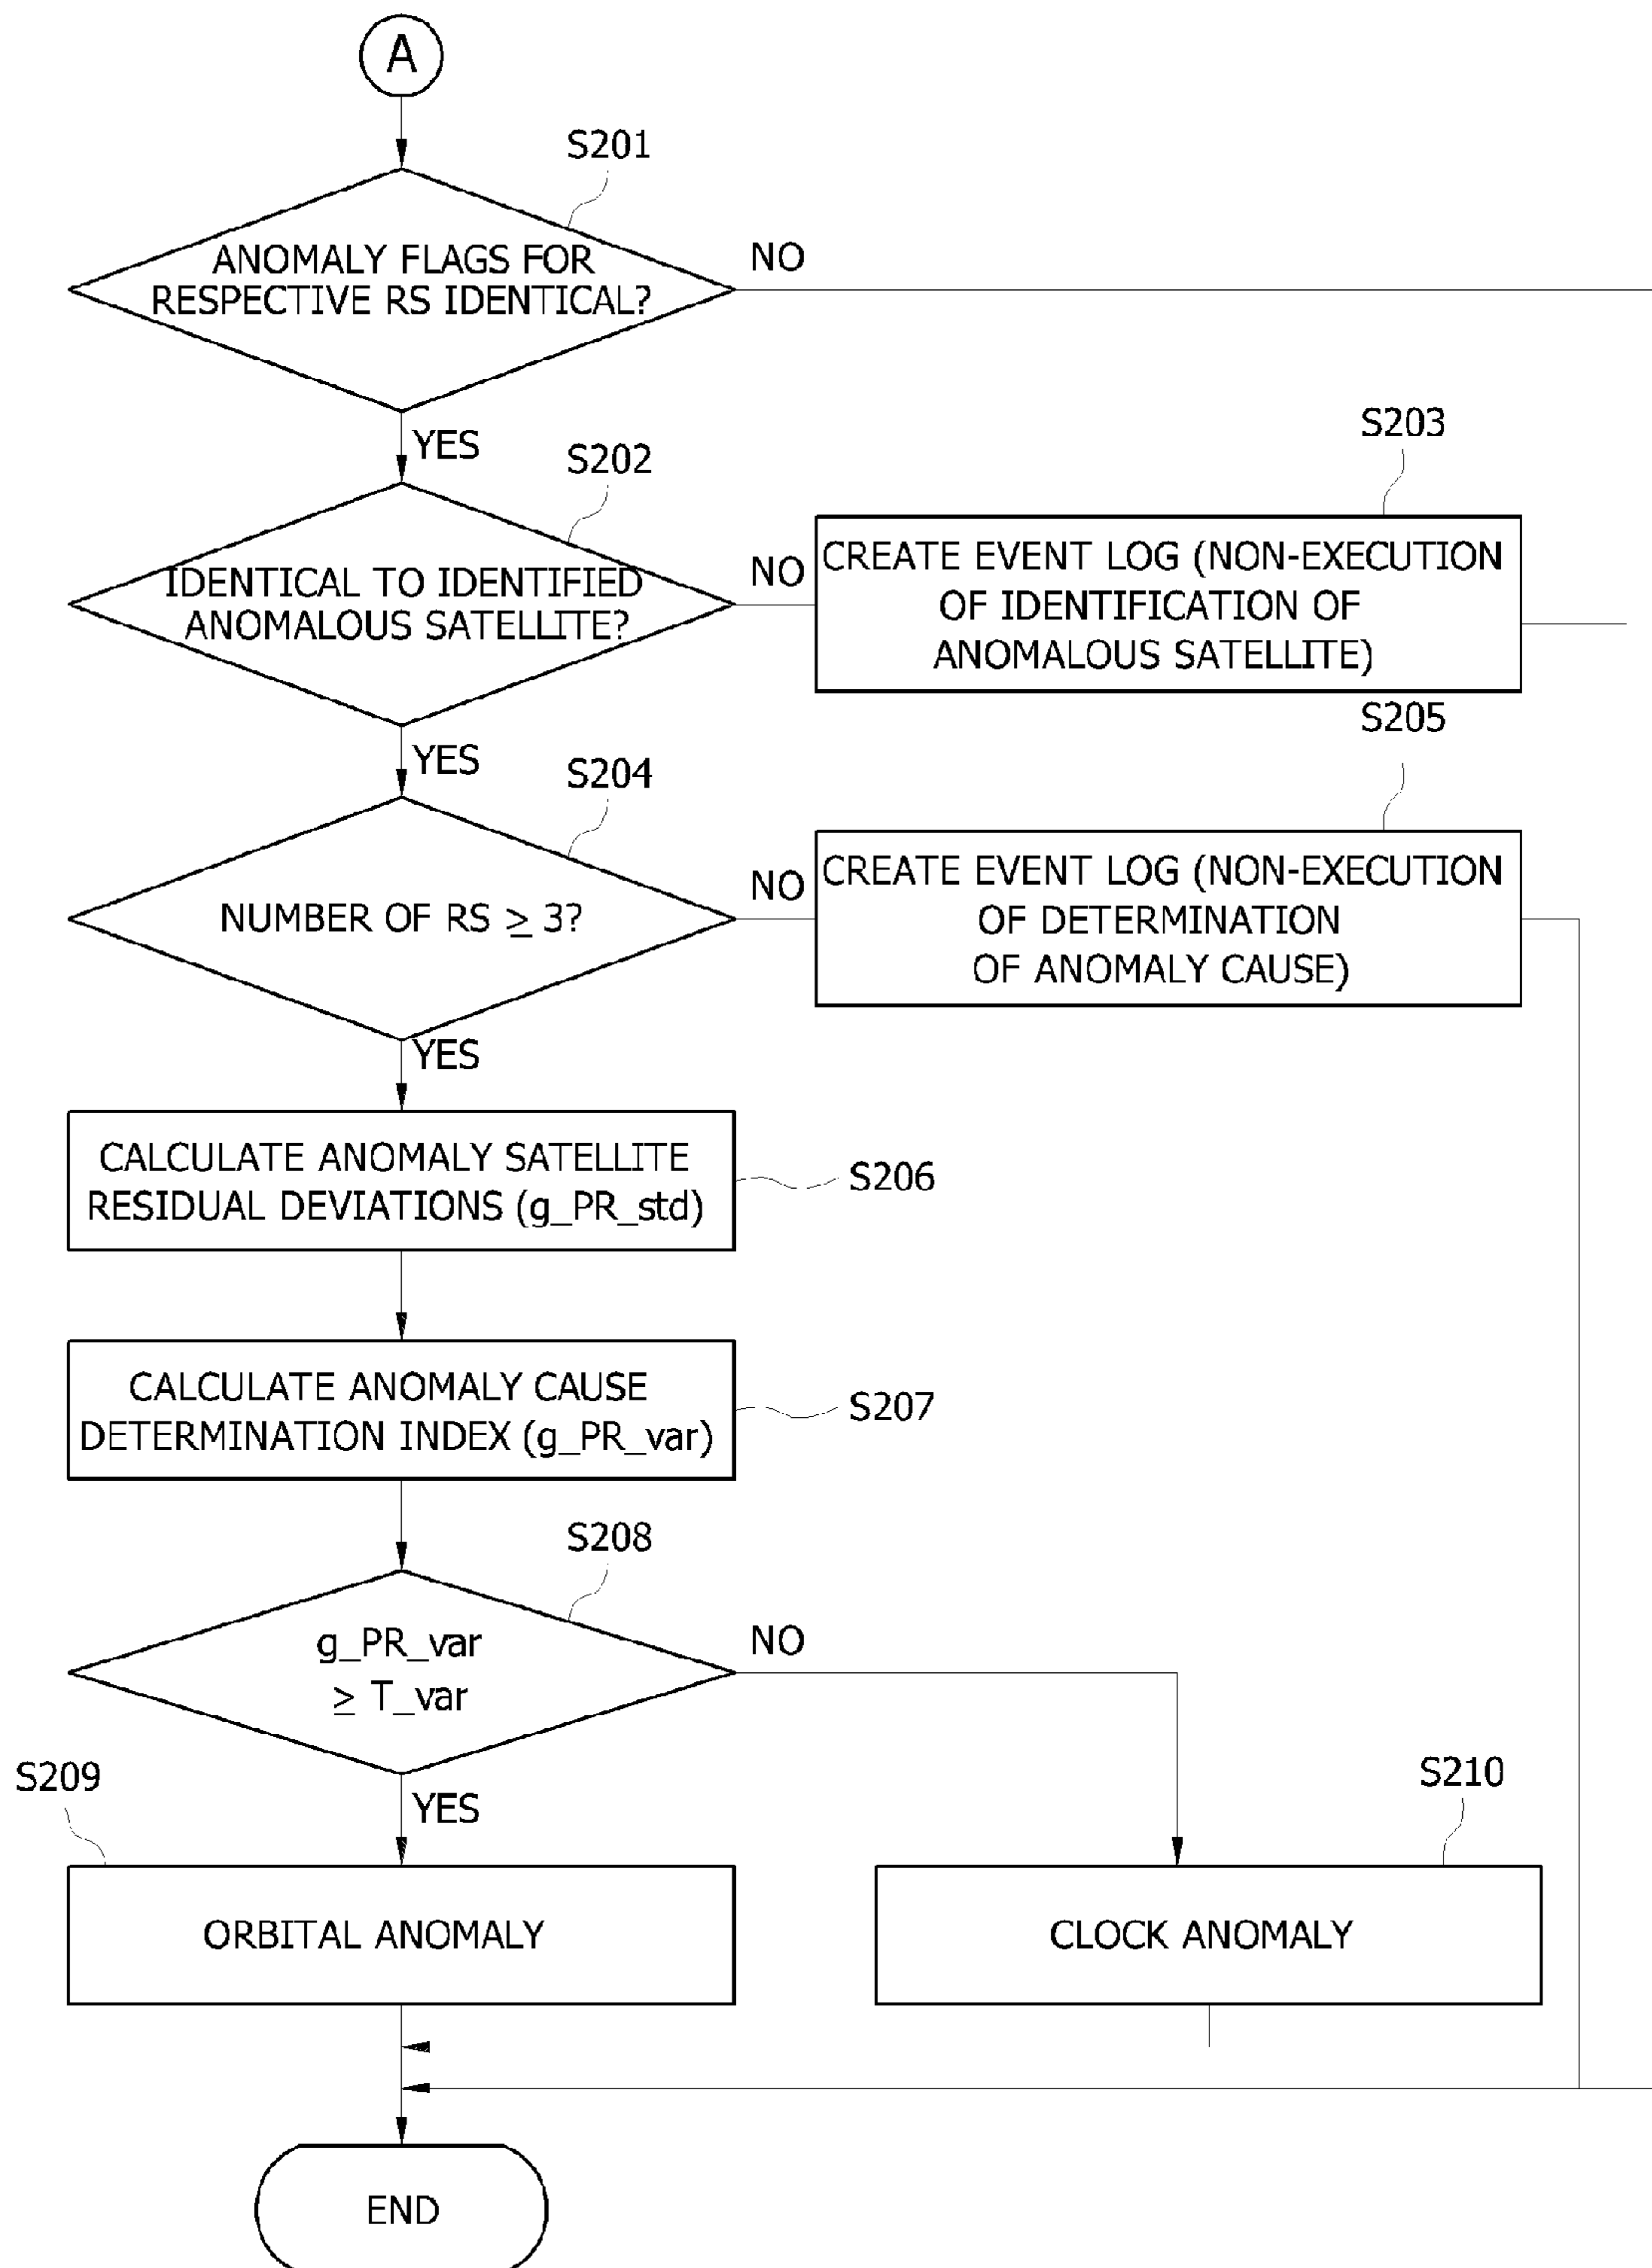 A
S201
ANOMALY FLAGS FOR
RESPECTIVE RS IDENTICAL?
NO
YES
S202
IDENTICAL TO IDENTIFIED
ANOMALOUS SATELLITE?
NO
S203
CREATE EVENT LOG (NON-EXECUTION
OF IDENTIFICATION OF
ANOMALOUS SATELLITE)
YES
S204
NUMBER OF RS ≥ 3?
NO
S205
CREATE EVENT LOG (NON-EXECUTION
OF DETERMINATION
OF ANOMALY CAUSE)
YES
CALCULATE ANOMALY SATELLITE
RESIDUAL DEVIATIONS (g_PR_std)
S206
CALCULATE ANOMALY CAUSE
DETERMINATION INDEX (g_PR_var)
S207
S208
g_PR_var
≥ T_var
NO
YES
S209
ORBITAL ANOMALY
S210
CLOCK ANOMALY
END